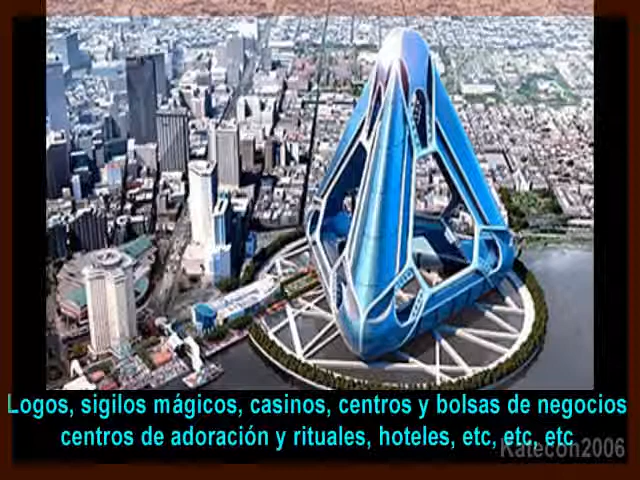 Logos, sigilos mágicos, casinos, centros y bolsas de negocios
centros de adoración y rituales, hoteles, etc, etc, etc
Katecon2006